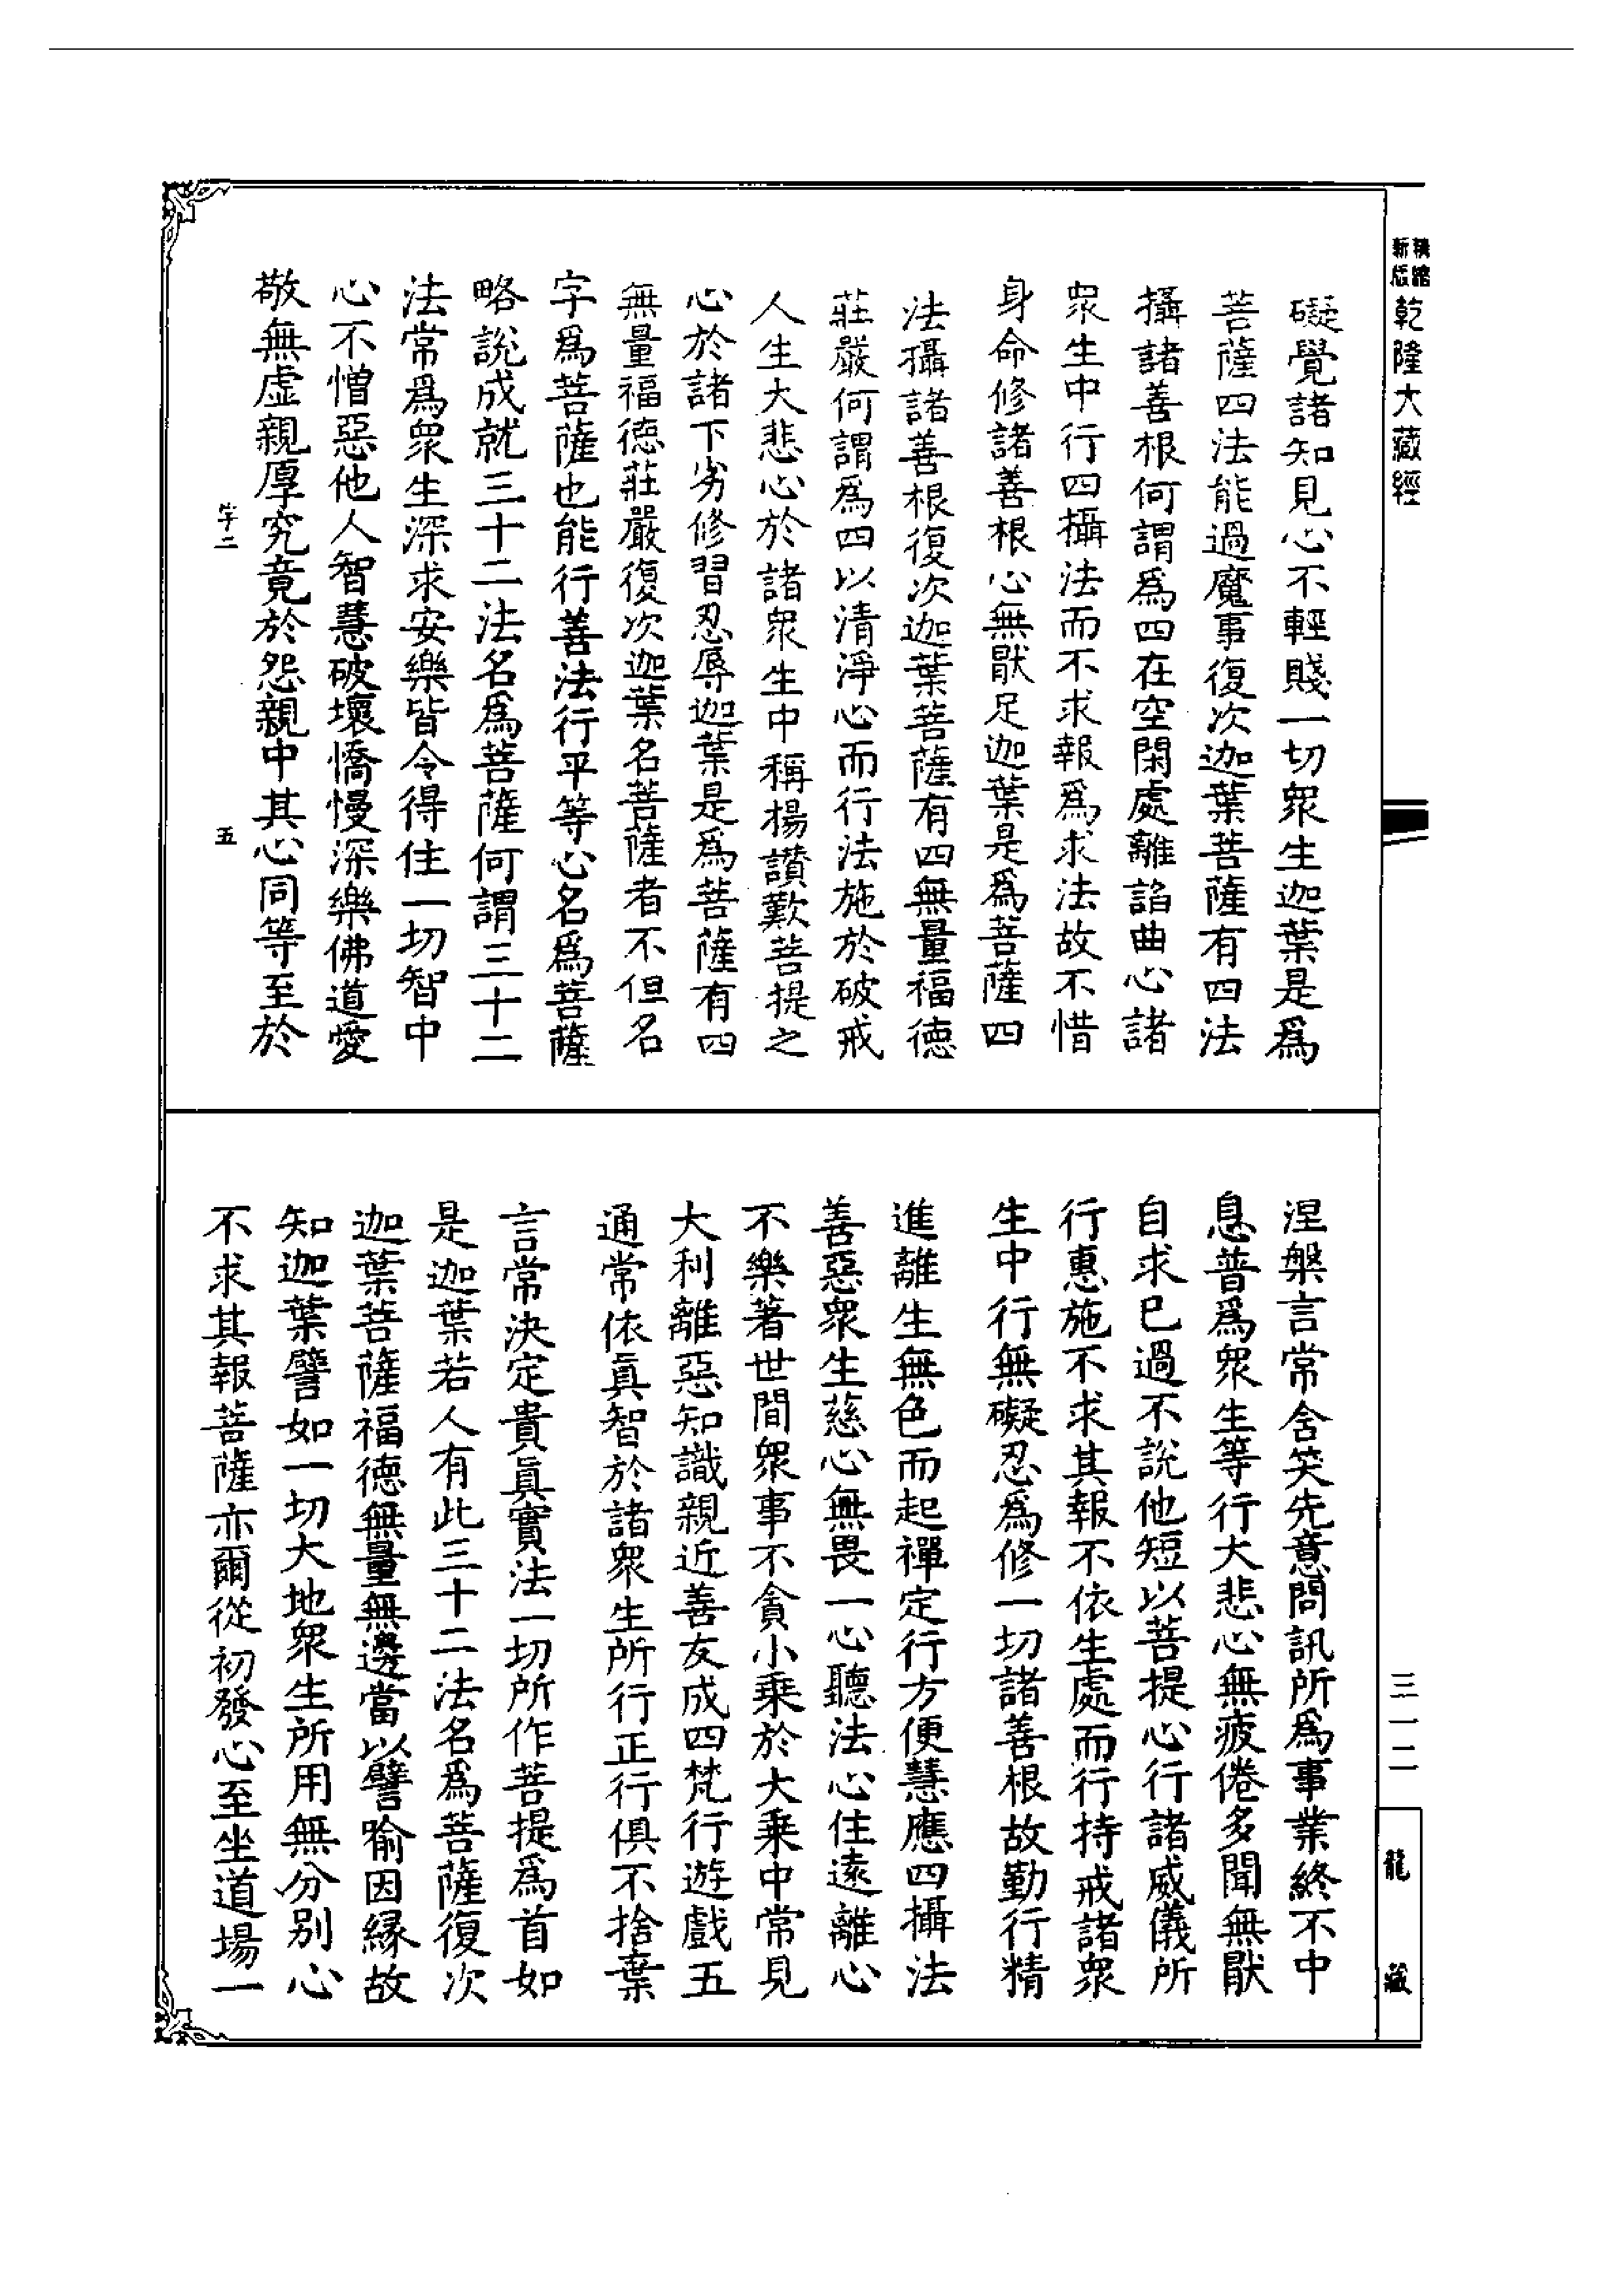 精縮
新版
乾隆大藏經
礙覺諸知見心不輕賤一切衆生迦葉是爲
菩薩四法能過魔事復次迦葉菩薩有四法
攝諸善根何謂爲四在空閑處離諂曲心諸
衆生中行四攝法而不求報爲求法故不惜
身命修諸善根心無猒足迦葉是爲菩薩四
法攝諸善根復次迦葉菩薩有四無量福德
莊嚴何謂爲四以清淨心而行法施於破戒
人生大悲心於諸衆生中稱揚讚歎菩提之
心於諸下劣修習忍辱迦葉是爲菩薩有四
無量福德莊嚴復次迦葉名菩薩者不但名
字爲菩薩也能行善法行平等心名爲菩薩
略說成就三十二法名爲菩薩何謂三十二
法常爲衆生深求安樂皆令得住一切智中
心不憎惡他人智慧破壞憍慢深樂佛道愛
敬無虛親厚究竟於怨親中其心同等至於
字二
五
涅槃言常含笑先意問訊所爲事業終不中
息普爲衆生等行大悲心無疲倦多聞無猒
自求已過不說他短以菩提心行諸威儀所
行惠施不求其報不依生處而行持戒諸衆
生中行無礙忍爲修一切諸善根故勤行精
進離生無色而起禪定行方便慧應四攝法
善惡衆生慈心無畏一心聽法心住遠離心
不樂著世間衆事不貪小乗於大乗中常見
大利離惡知識親近善友成四梵行遊戲五
通常依眞智於諸衆生所行正行俱不捨棄
言常決定貴眞實法一切所作菩提爲首如
是迦葉若人有此三十二法名爲菩薩復次
迦葉菩薩福德無量無邊當以譬喻因緣故
知迦葉譬如一切大地衆生所用無分別心
不求其報菩薩亦爾從初發心至坐道場一
三一二
龍藏